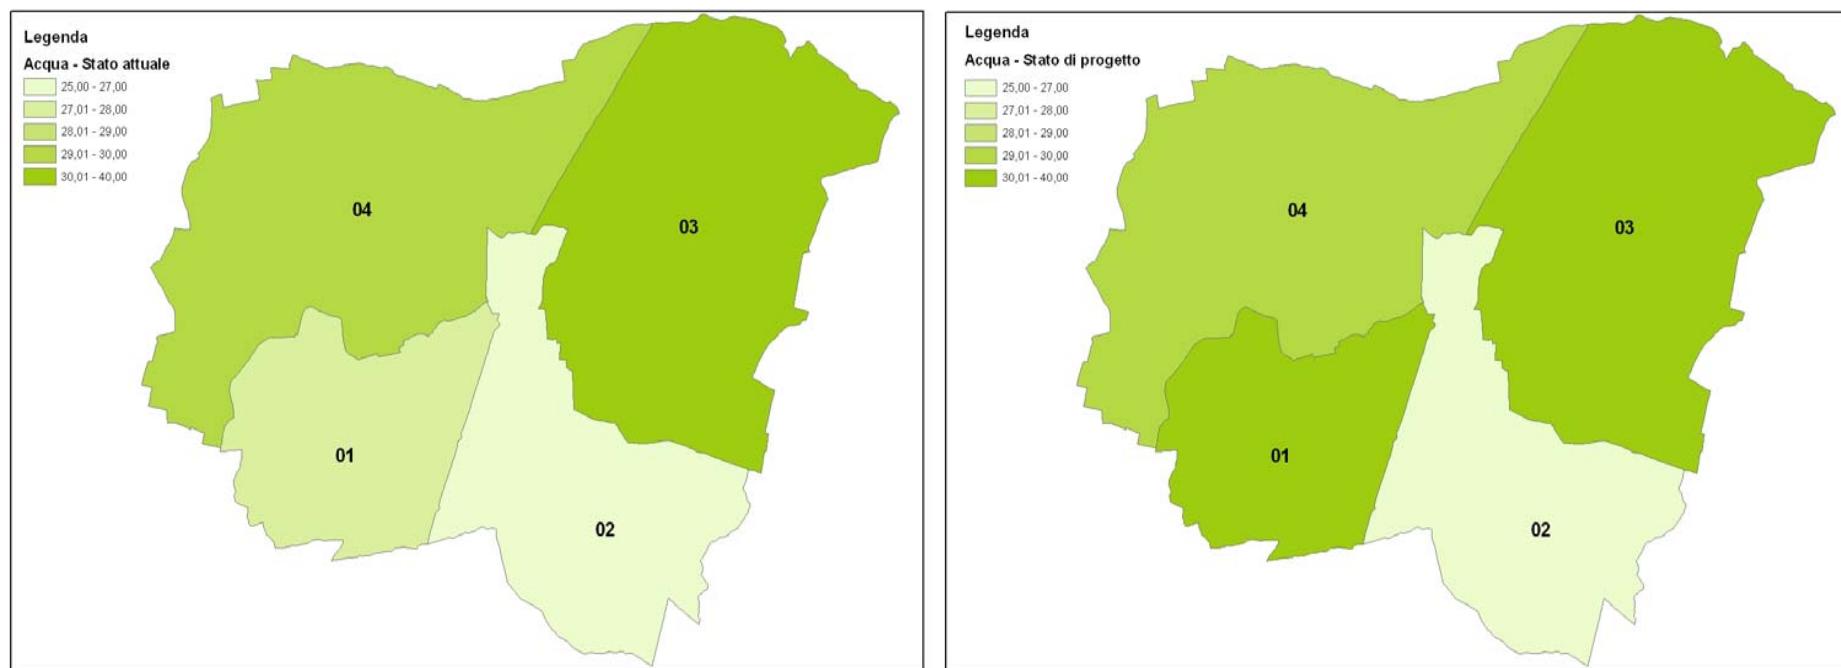 Legenda
Acqua - Stato attuale
25,00 - 27,00
27,01 - 28,00
28,01 - 29,00
29,01 - 30,00
30,01 - 40,00
04
03
01
02
Legenda
Acqua - Stato di progetto
25,00 - 27,00
27,01 - 28,00
28,01 - 29,00
29,01 - 30,00
30,01 - 40,00
04
03
01
02